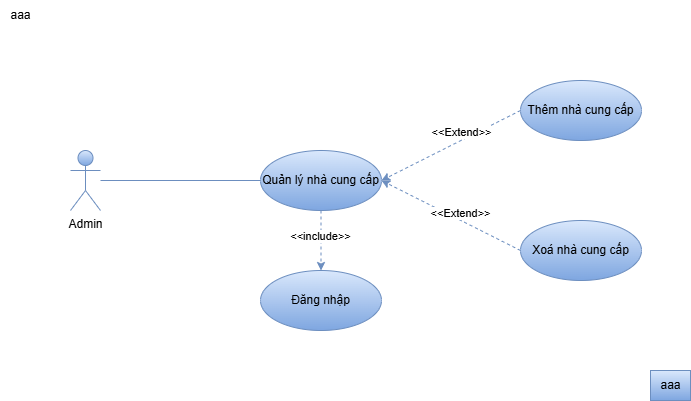 aaa
Thêm nhà cung cấp
<<Extend>>
Quản lý nhà cung cấp
<<Extend>>
Admin
<<include>>
Xoá nhà cung cấp
Đăng nhập
aaa